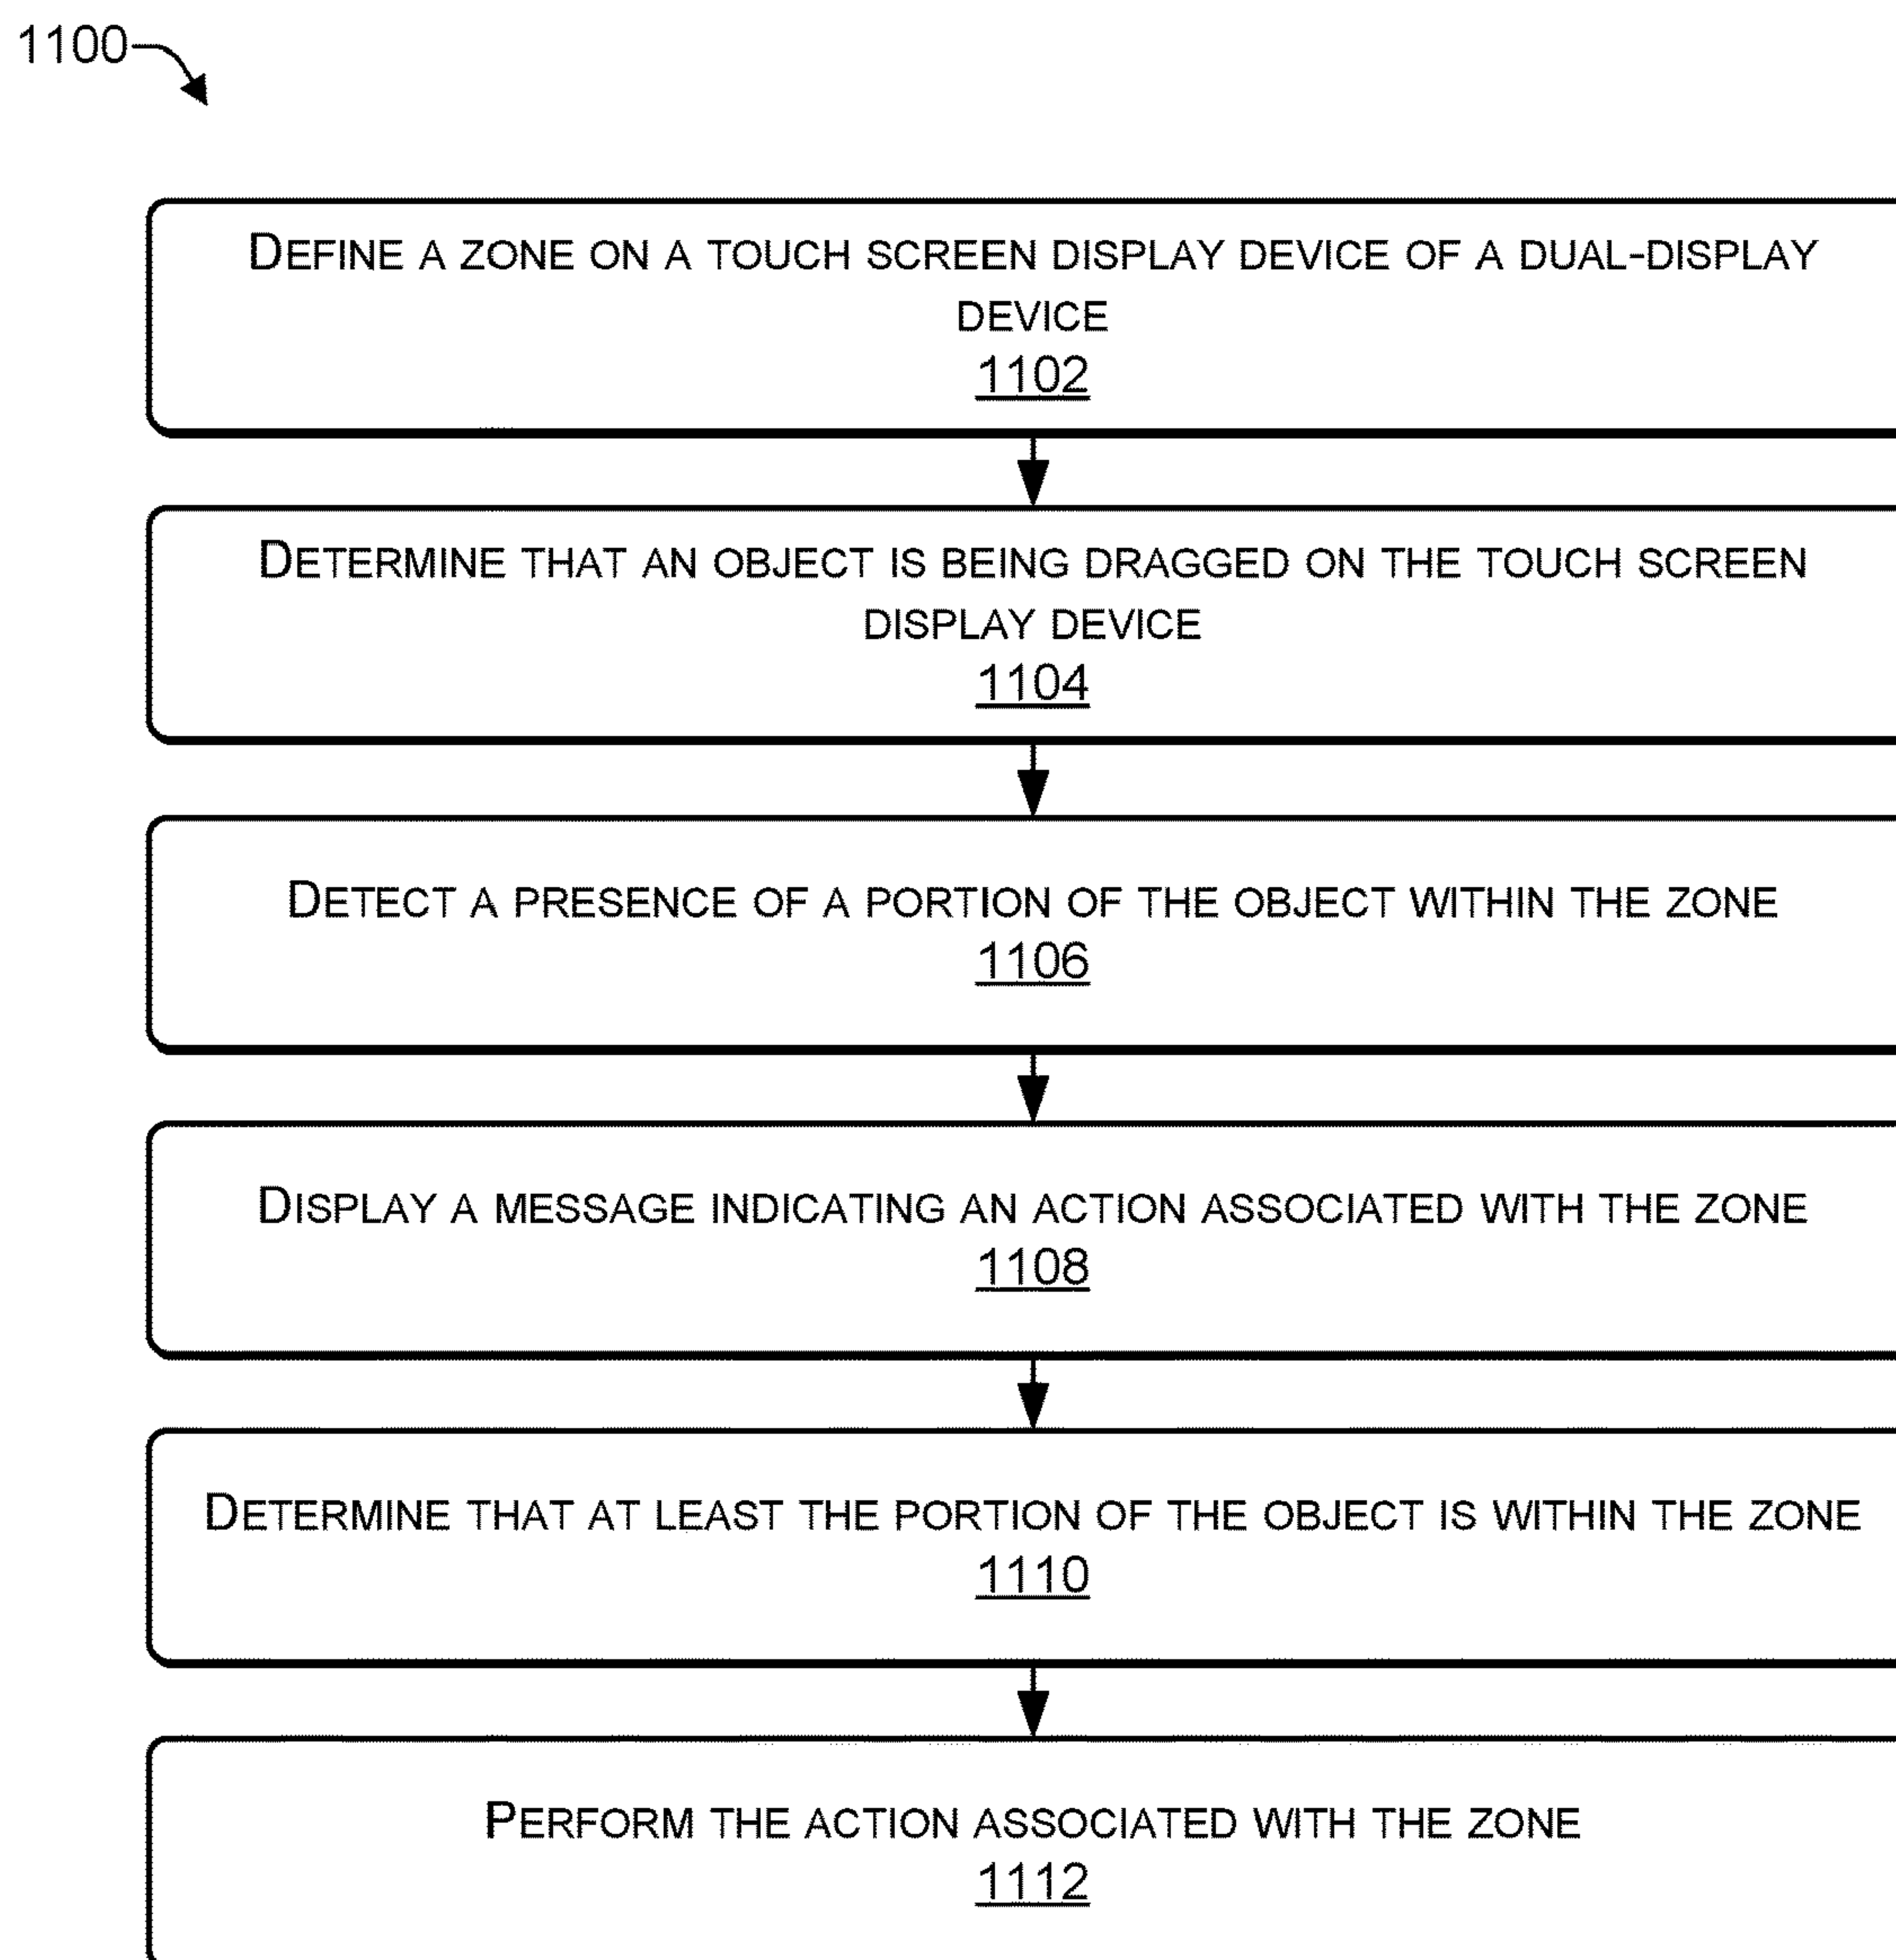 1100
DEFINE A ZONE ON A TOUCH SCREEN DISPLAY DEVICE OF A DUAL-DISPLAY
DEVICE
1102
DETERMINE THAT AN OBJECT IS BEING DRAGGED ON THE TOUCH SCREEN
DISPLAY DEVICE
1104
DETECT A PRESENCE OF A PORTION OF THE OBJECT WITHIN THE ZONE
1106
DISPLAY A MESSAGE INDICATING AN ACTION ASSOCIATED WITH THE ZONE
1108
DETERMINE THAT AT LEAST THE PORTION OF THE OBJECT IS WITHIN THE ZONE
1110
PERFORM THE ACTION ASSOCIATED WITH THE ZONE
1112